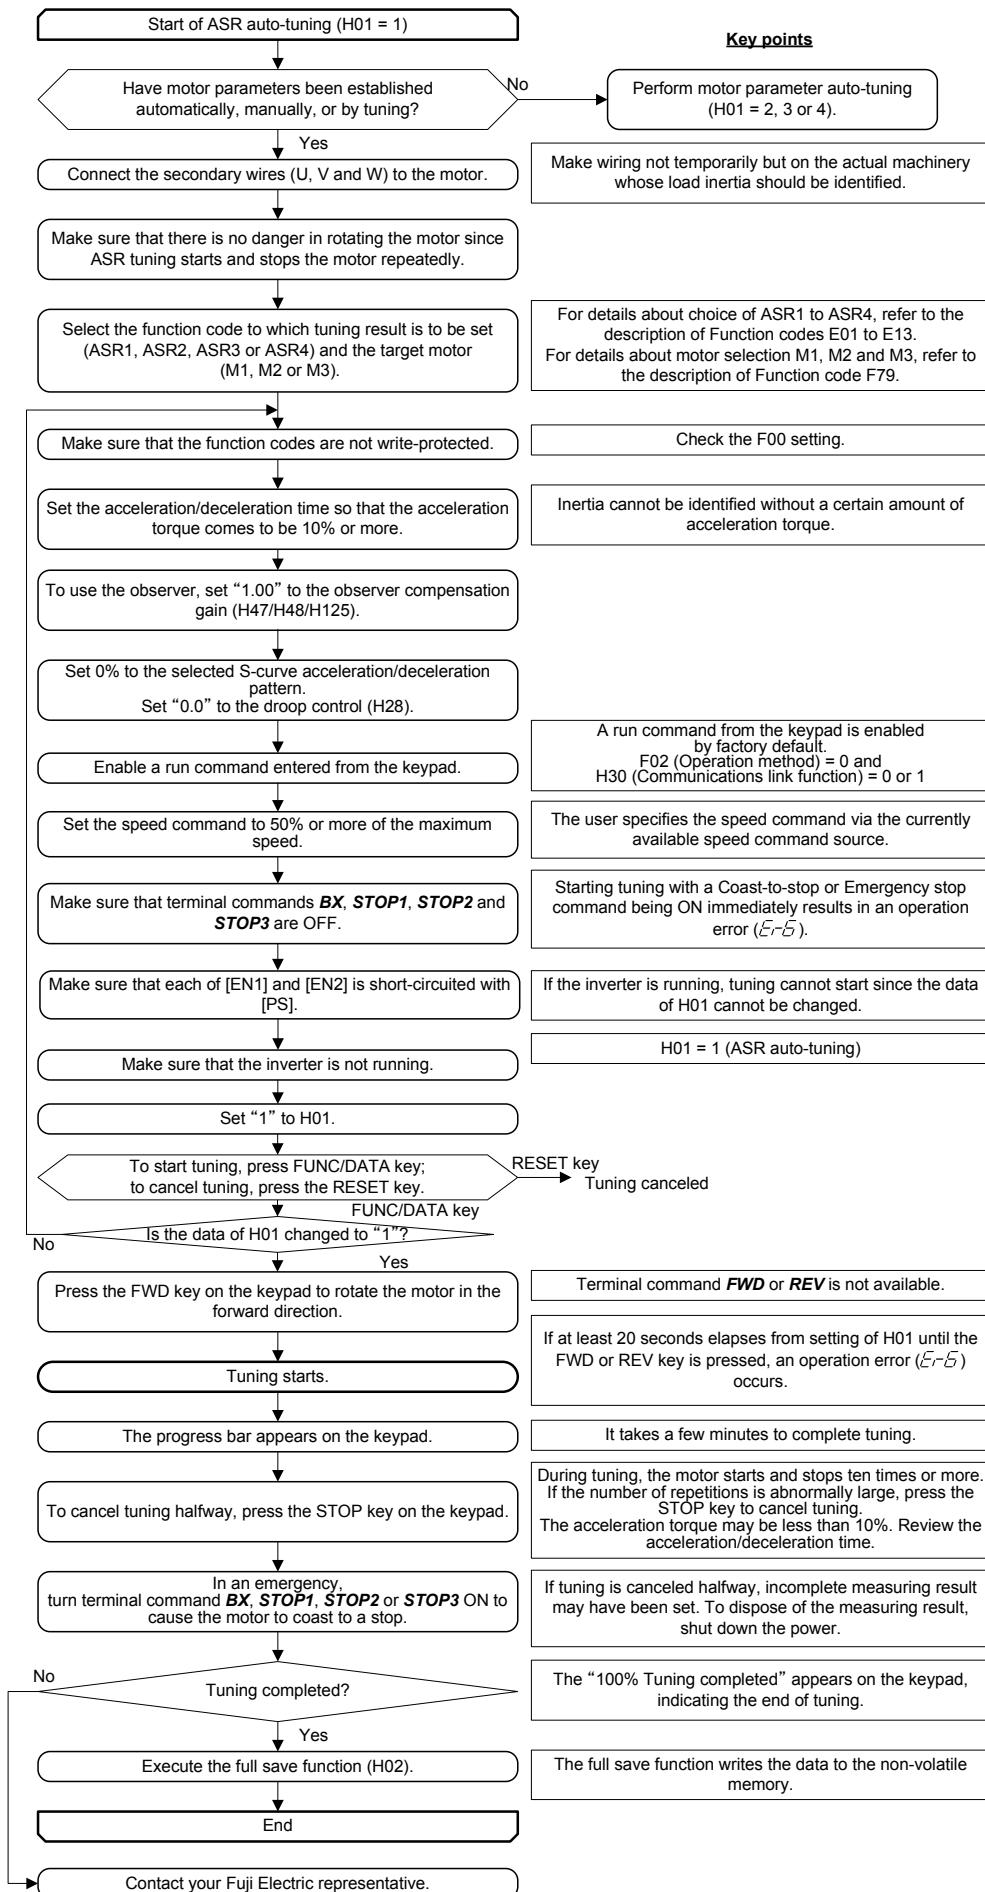 Start of ASR auto-tuning (H01 = 1)
Key points
Have motor parameters been established
automatically, manually, or by tuning?
No
Perform motor parameter auto-tuning
(H01 = 2, 3 or 4).
Yes
Connect the secondary wires (U, V and W) to the motor.
Make wiring not temporarily but on the actual machinery
whose load inertia should be identified.
Make sure that there is no danger in rotating the motor since
ASR tuning starts and stops the motor repeatedly.
Select the function code to which tuning result is to be set
(ASR1, ASR2, ASR3 or ASR4) and the target motor
(M1, M2 or M3).
For details about choice of ASR1 to ASR4, refer to the
description of Function codes E01 to E13.
For details about motor selection M1, M2 and M3, refer to
the description of Function code F79.
Make sure that the function codes are not write-protected.
Check the F00 setting.
Set the acceleration/deceleration time so that the acceleration
torque comes to be 10% or more.
Inertia cannot be identified without a certain amount of
acceleration torque.
To use the observer, set “1.00” to the observer compensation
gain (H47/H48/H125).
Set 0% to the selected S-curve acceleration/deceleration
pattern.
Set “0.0” to the droop control (H28).
Enable a run command entered from the keypad.
A run command from the keypad is enabled
by factory default.
F02 (Operation method) = 0 and
H30 (Communications link function) = 0 or 1
Set the speed command to 50% or more of the maximum
speed.
The user specifies the speed command via the currently
available speed command source.
Make sure that terminal commands BX, STOP1, STOP2 and
STOP3 are OFF.
Starting tuning with a Coast-to-stop or Emergency stop
command being ON immediately results in an operation
error (Er6).
Make sure that each of [EN1] and [EN2] is short-circuited with
[PS].
If the inverter is running, tuning cannot start since the data
of H01 cannot be changed.
Make sure that the inverter is not running.
H01 = 1 (ASR auto-tuning)
Set “1” to H01.
To start tuning, press FUNC/DATA key;
to cancel tuning, press the RESET key.
RESET key
Tuning canceled
FUNC/DATA key
Is the data of H01 changed to “1”?
No
Yes
Press the FWD key on the keypad to rotate the motor in the
forward direction.
Terminal command FWD or REV is not available.
Tuning starts.
If at least 20 seconds elapses from setting of H01 until the
FWD or REV key is pressed, an operation error (Er6)
occurs.
The progress bar appears on the keypad.
It takes a few minutes to complete tuning.
To cancel tuning halfway, press the STOP key on the keypad.
During tuning, the motor starts and stops ten times or more.
If the number of repetitions is abnormally large, press the
STOP key to cancel tuning.
The acceleration torque may be less than 10%. Review the
acceleration/deceleration time.
In an emergency,
turn terminal command BX, STOP1, STOP2 or STOP3 ON to
cause the motor to coast to a stop.
If tuning is canceled halfway, incomplete measuring result
may have been set. To dispose of the measuring result,
shut down the power.
No
Tuning completed?
The “100% Tuning completed” appears on the keypad,
indicating the end of tuning.
Yes
Execute the full save function (H02).
The full save function writes the data to the non-volatile
memory.
End
Contact your Fuji Electric representative.